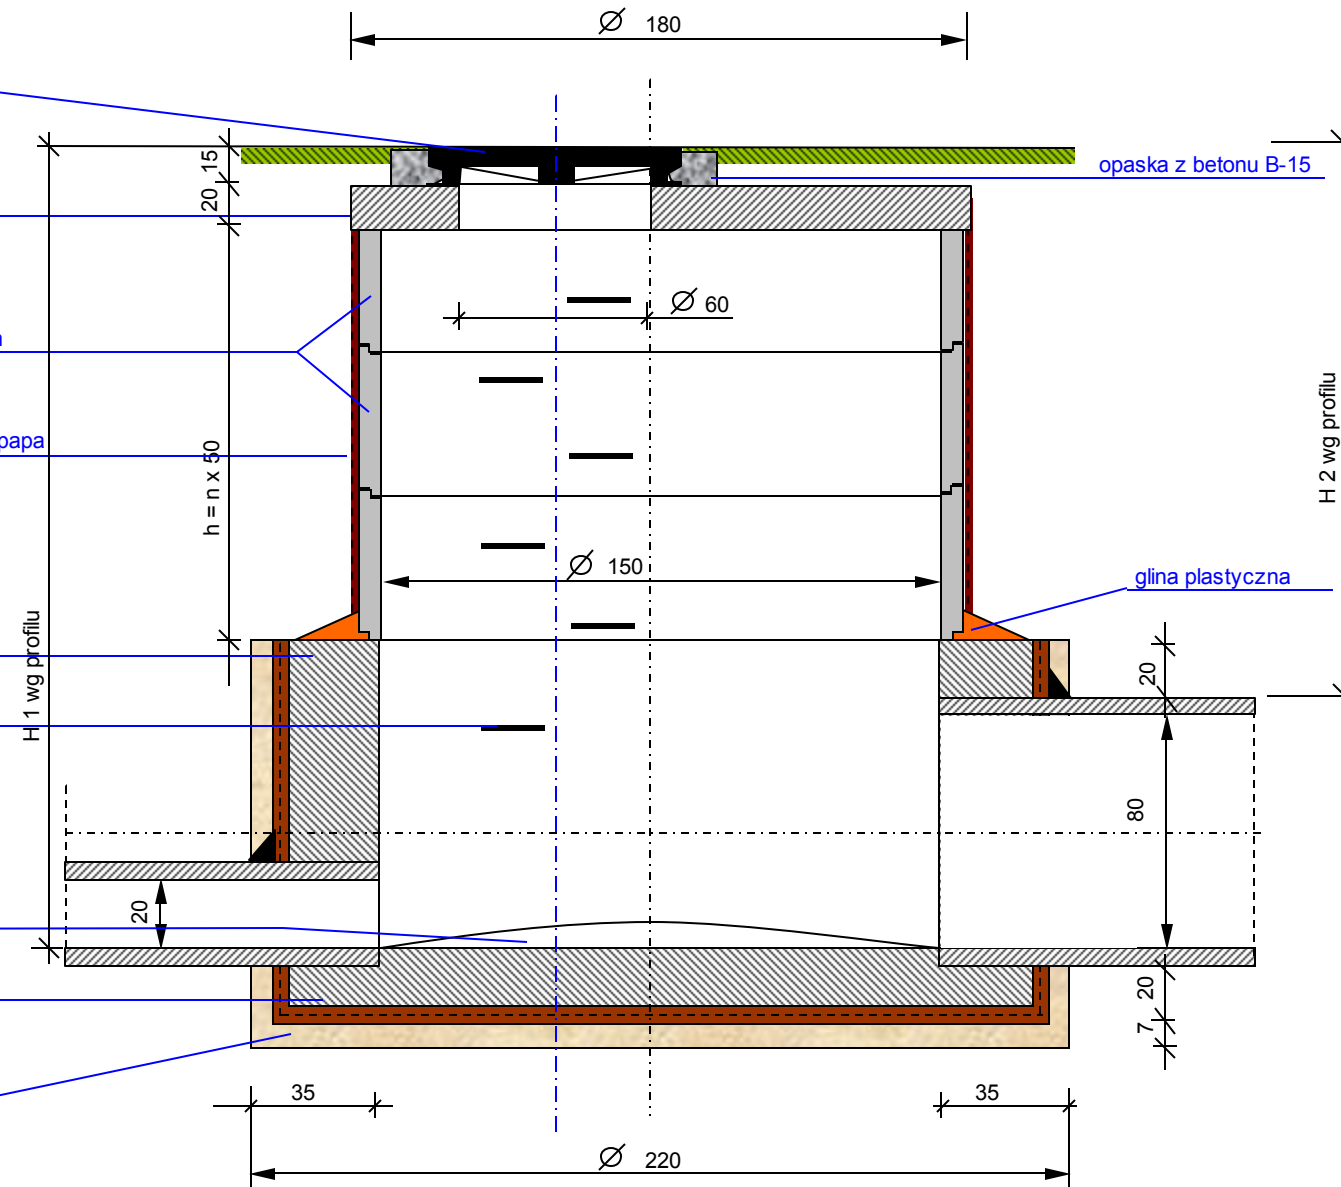 Ø 180
15
opaska z betonu B-15
20
Ø 60
H 2 wg profilu
papa
h = n x 50
Ø 150
glina plastyczna
H 1 wg profilu
20
80
20
20
7
35
35
Ø 220